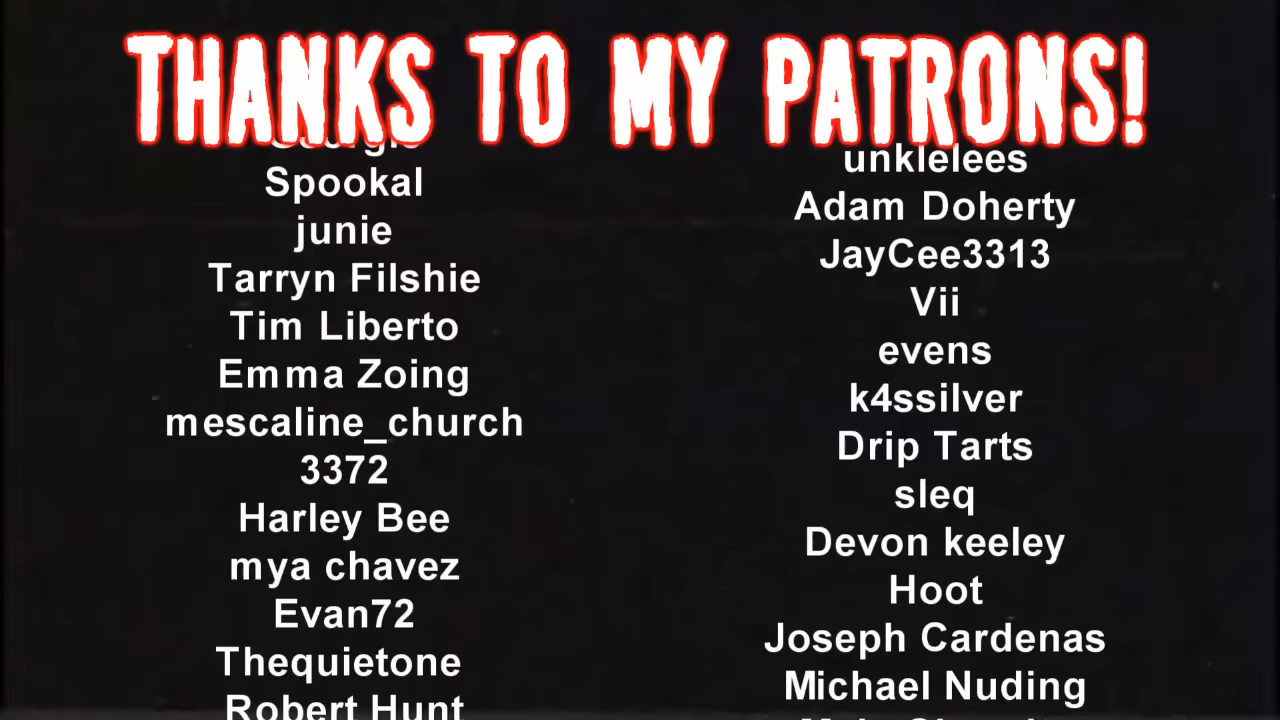 THANKS TO MY PATRONS!
Spookal
junie
Tarryn Filshie
Tim Liberto
Emma Zoing
mescaline_church
3372
Harley Bee
mya chavez
Evan72
Thequietone
Robert Hunt
unklelees
Adam Doherty
JayCee3313
Vii
evens
k4ssilver
Drip Tarts
sleq
Devon keeley
Hoot
Joseph Cardenas
Michael Nuding